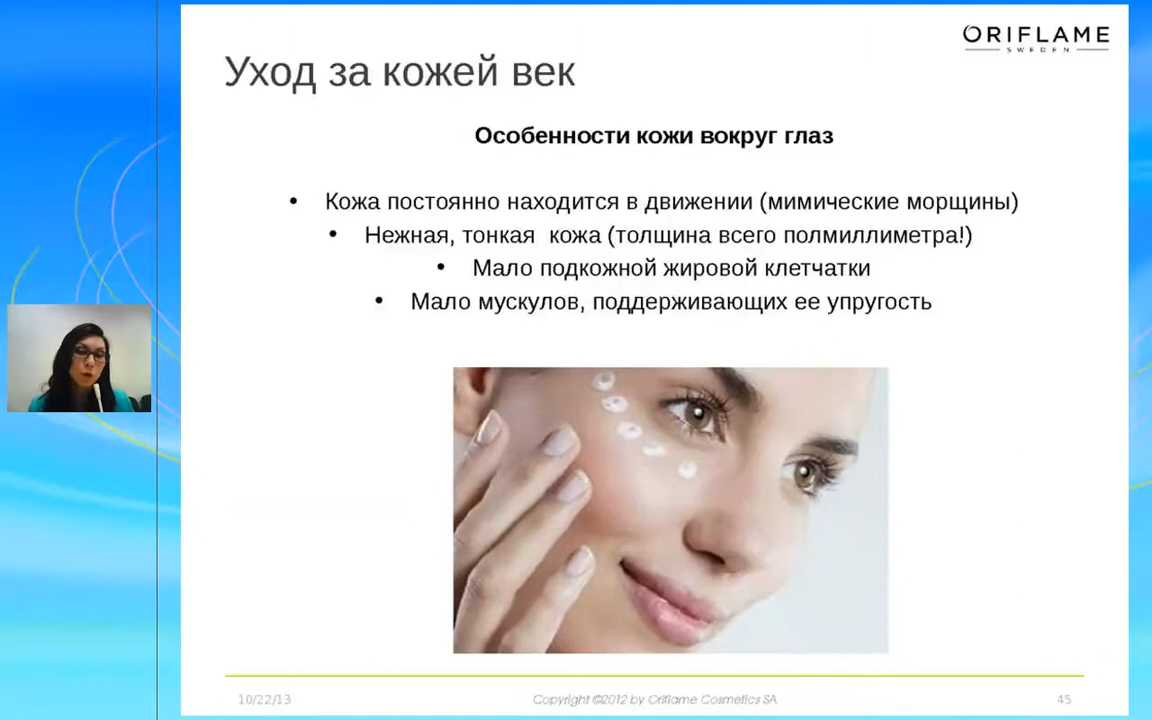 ORIFLAME
SWEDEN
Уход за кожей век
Особенности кожи вокруг глаз
• Кожа постоянно находится в движении (мимические морщины)
• Нежная, тонкая кожа (толщина всего полмиллиметра!)
• Мало подкожной жировой клетчатки
• Мало мускулов, поддерживающих ее упругость
10/22/13
Copyright ©2012 by Oriflame Cosmetics SA
45